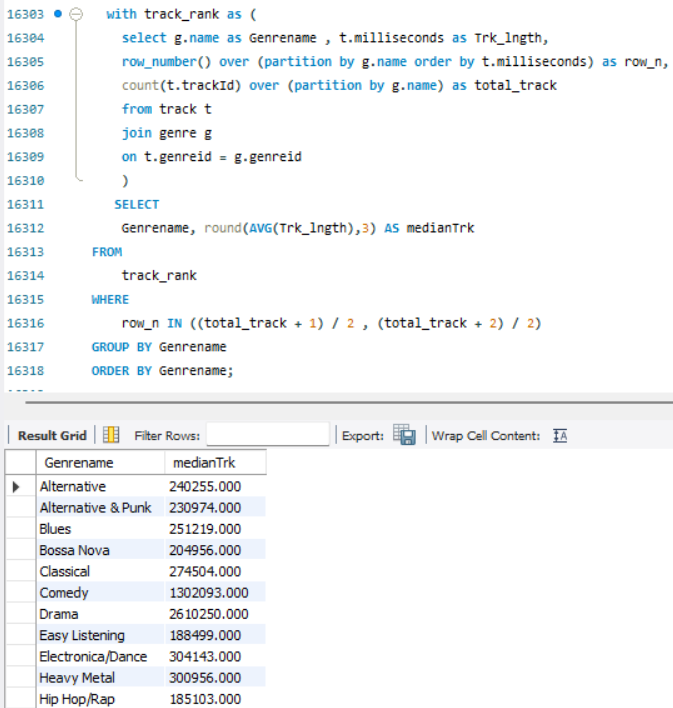 16303 with track_rank as (
16304 select g.name as Genrename , t.milliseconds as Trk_lngth,
16305 row_number() over (partition by g.name order by t.milliseconds) as row_n,
16306 count(t.trackId) over (partition by g.name) as total_track
16307 from track t
16308 join genre g
16309 on t.genreid = g.genreid
16310 )
16311 SELECT
16312 Genrename, round(AVG(Trk_lngth),3) AS medianTrk
16313 FROM
16314 track_rank
16315 WHERE
16316 row_n IN ((total_track + 1) / 2 , (total_track + 2) / 2)
16317 GROUP BY Genrename
16318 ORDER BY Genrename;
Result Grid Filter Rows: Export: Wrap Cell Content: IA
Genrename medianTrk
Alternative 240255.000
Alternative & Punk 230974.000
Blues 251219.000
Bossa Nova 204956.000
Classical 274504.000
Comedy 1302093.000
Drama 2610250.000
Easy Listening 188499.000
Electronica/Dance 304143.000
Heavy Metal 300956.000
Hip Hop/Rap 185103.000